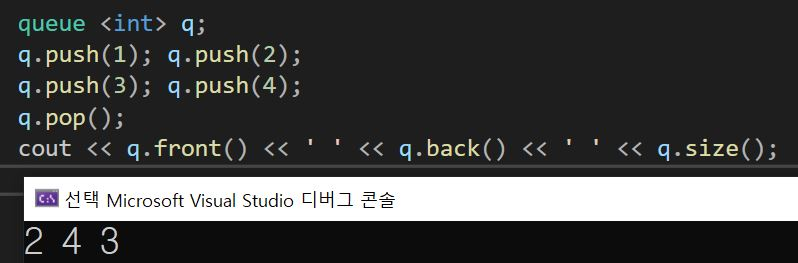 queue <int> q;
q.push(1); q.push(2);
q.push(3); q.push(4);
q.pop();
cout << q.front() << ' ' << q.back() << ' ' << q.size();
C:\ 선택 Microsoft Visual Studio 디버그 콘솔
2 4 3